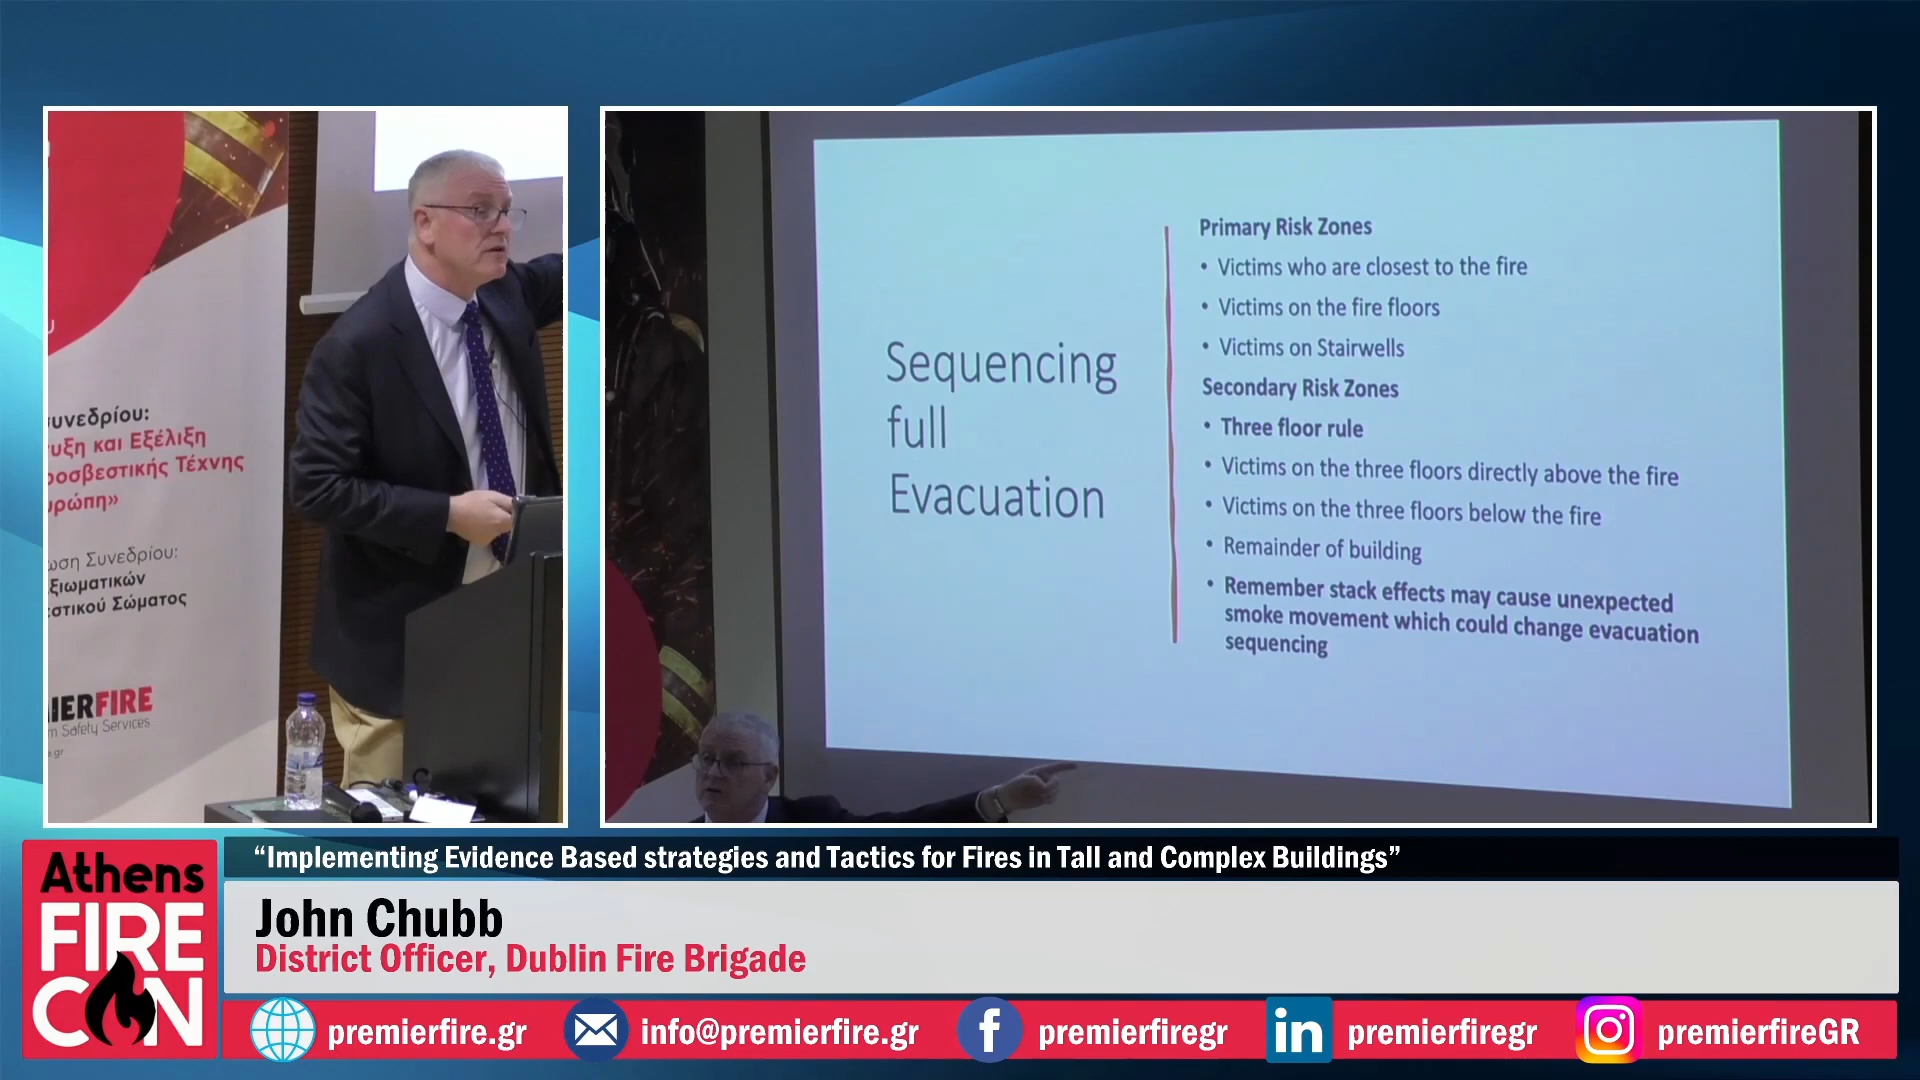 συνεδρίου:
υξη και Εξέλιξη
ροσβεστικής Τέχνης
υρώπη»
ωση Συνεδρίου:
ξιωματικών
εστικού Σώματος
IERFIRE
Safety Services
Sequencing
full
Evacuation
Primary Risk Zones
• Victims who are closest to the fire
• Victims on the fire floors
• Victims on Stairwells
Secondary Risk Zones
• Three floor rule
• Victims on the three floors directly above the fire
• Victims on the three floors below the fire
• Remainder of building
• Remember stack effects may cause unexpected
smoke movement which could change evacuation
sequencing
Athens
FIRE
CON
“Implementing Evidence Based strategies and Tactics for Fires in Tall and Complex Buildings”
John Chubb
District Officer, Dublin Fire Brigade
premierfire.gr
info@premierfire.gr
premierfiregr
premierfiregr
premierfireGR